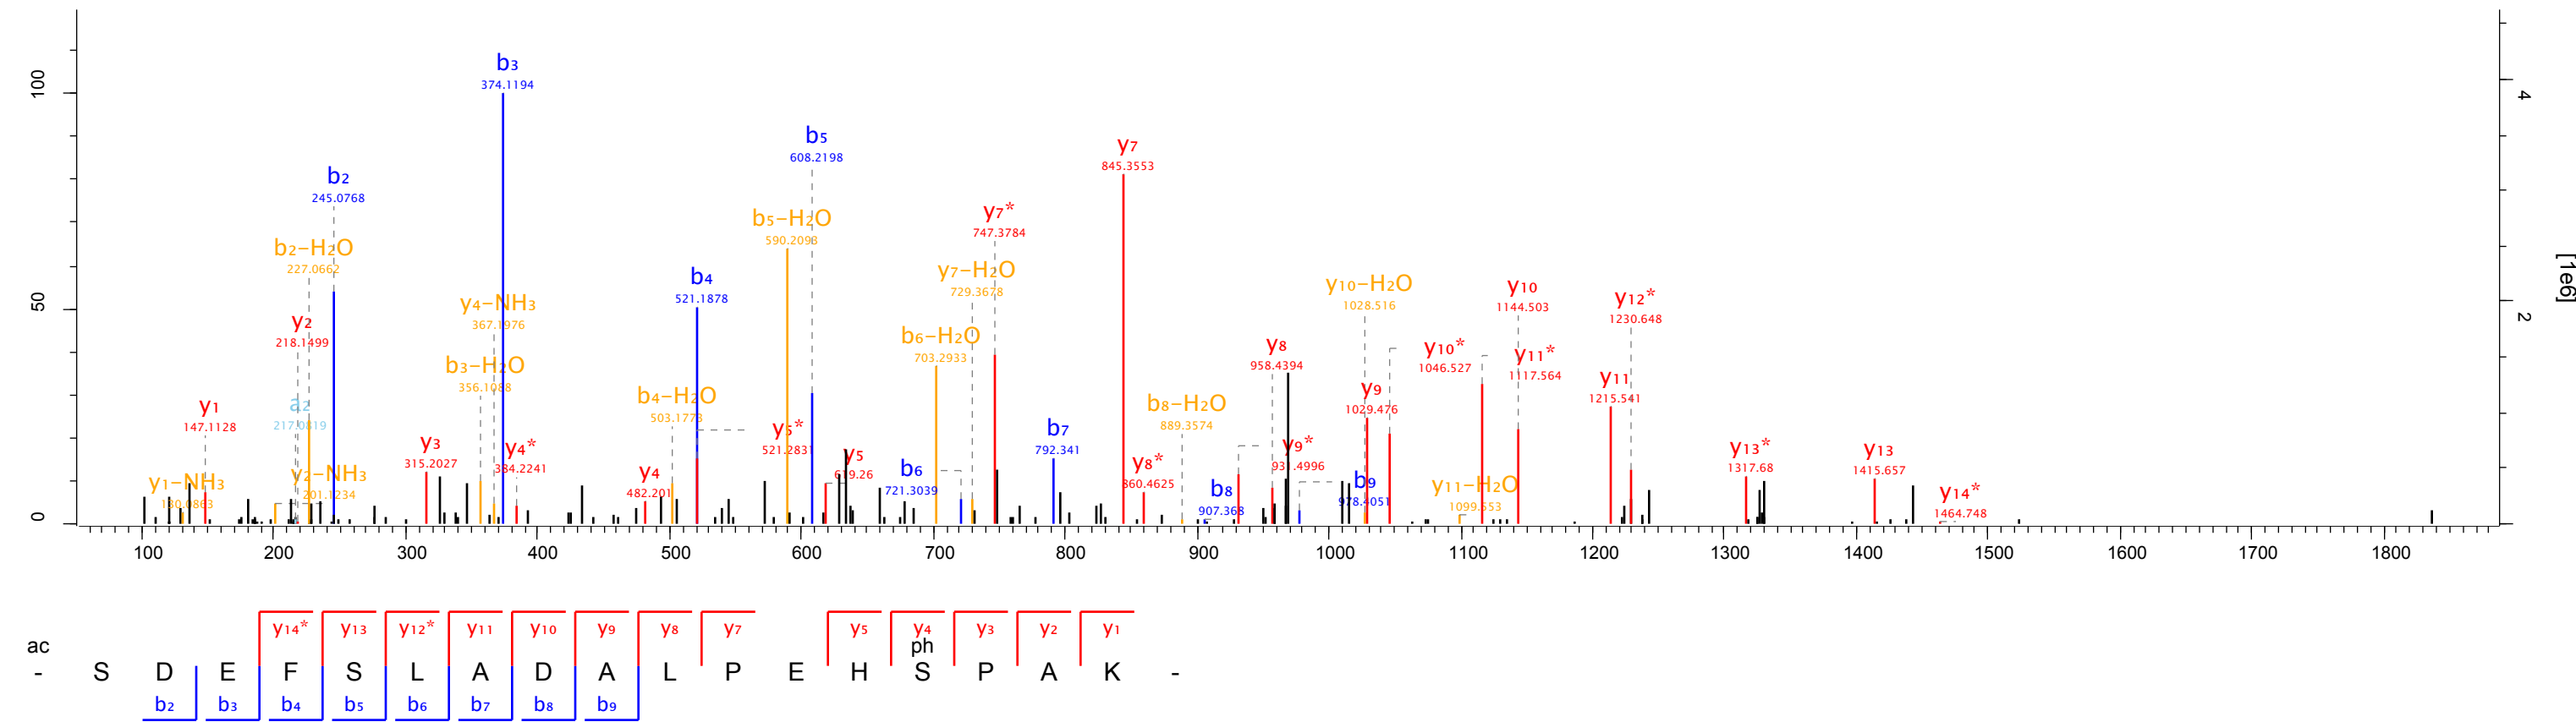 100
50
0
4
2
[1e6]
b3
374.1194
b5
608.2198
y7
845.3553
b2
245.0768
y7*
747.3784
b5-H2O
590.2093
b2-H2O
227.0662
y7-H2O
729.3678
b4
521.1878
y10-H2O
1028.516
y10
1144.503
y12*
1230.648
y4-NH3
367.1976
y2
218.1499
b6-H2O
703.2933
y8
958.4394
y10*
1046.527
y11*
1117.564
b3-H2O
356.1088
a2
217.0819
y1
147.1128
b4-H2O
503.1773
b8-H2O
889.3574
y9
1029.476
y11
1215.541
y5*
521.2831
b7
792.341
y3
315.2027
y4*
384.2241
y5
619.26
y9*
931.4996
y13*
1317.68
y13
1415.657
y1-NH3
130.0863
y2-NH3
201.1234
y4
482.201
b6
721.3039
y8*
860.4625
b8
907.368
b9
978.4051
y11-H2O
1099.553
y14*
1464.748
100 200 300 400 500 600 700 800 900 1000 1100 1200 1300 1400 1500 1600 1700 1800
y14* y13 y12* y11 y10 y9 y8 y7 y5 y4 y3 y2 y1
ac ph
- S D E F S L A D A L P E H S P A K -
b2 b3 b4 b5 b6 b7 b8 b9